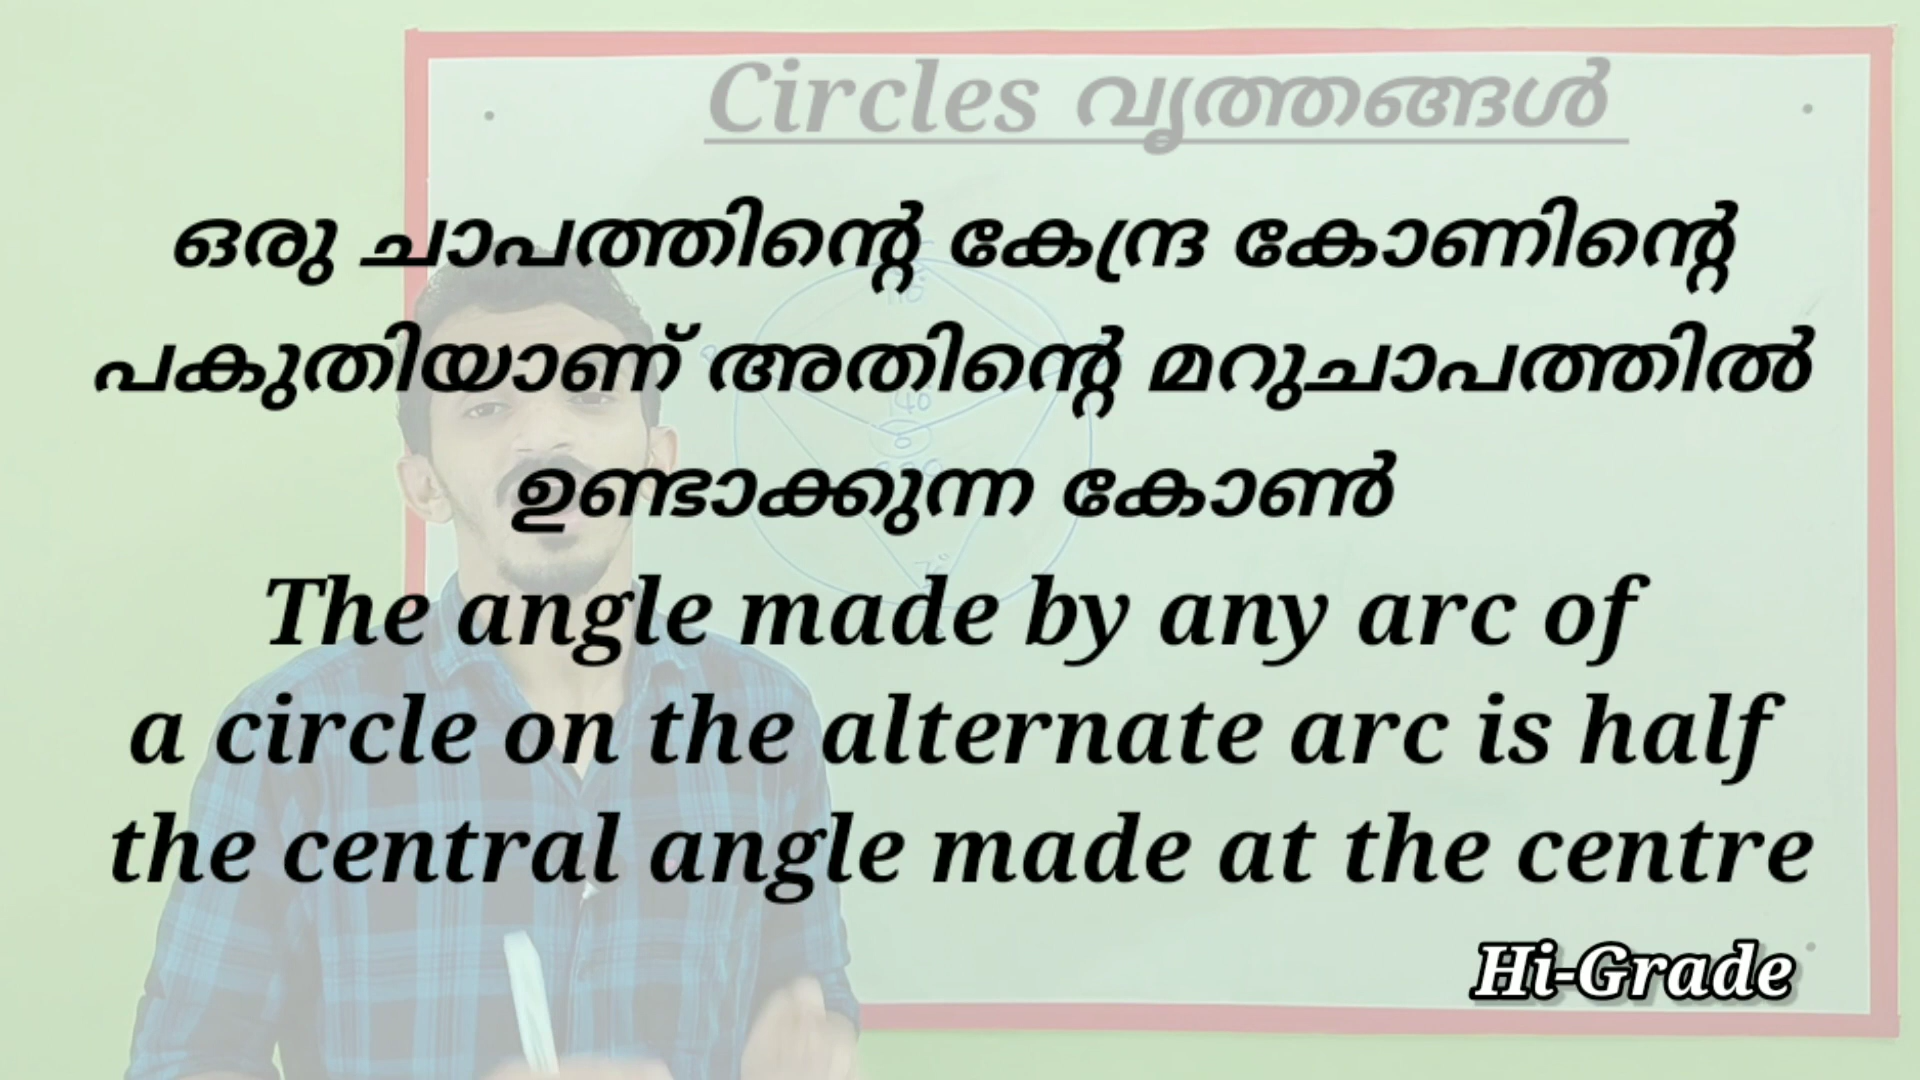 Circles വൃത്തങ്ങൾ
ഒരു ചാപത്തിന്റെ കേന്ദ്ര കോണിന്റെ
പകുതിയാണ് അതിന്റെ മറുചാപത്തിൽ
ഉണ്ടാക്കുന്ന കോൺ
The angle made by any arc of
a circle on the alternate arc is half
the central angle made at the centre
Hi-Grade